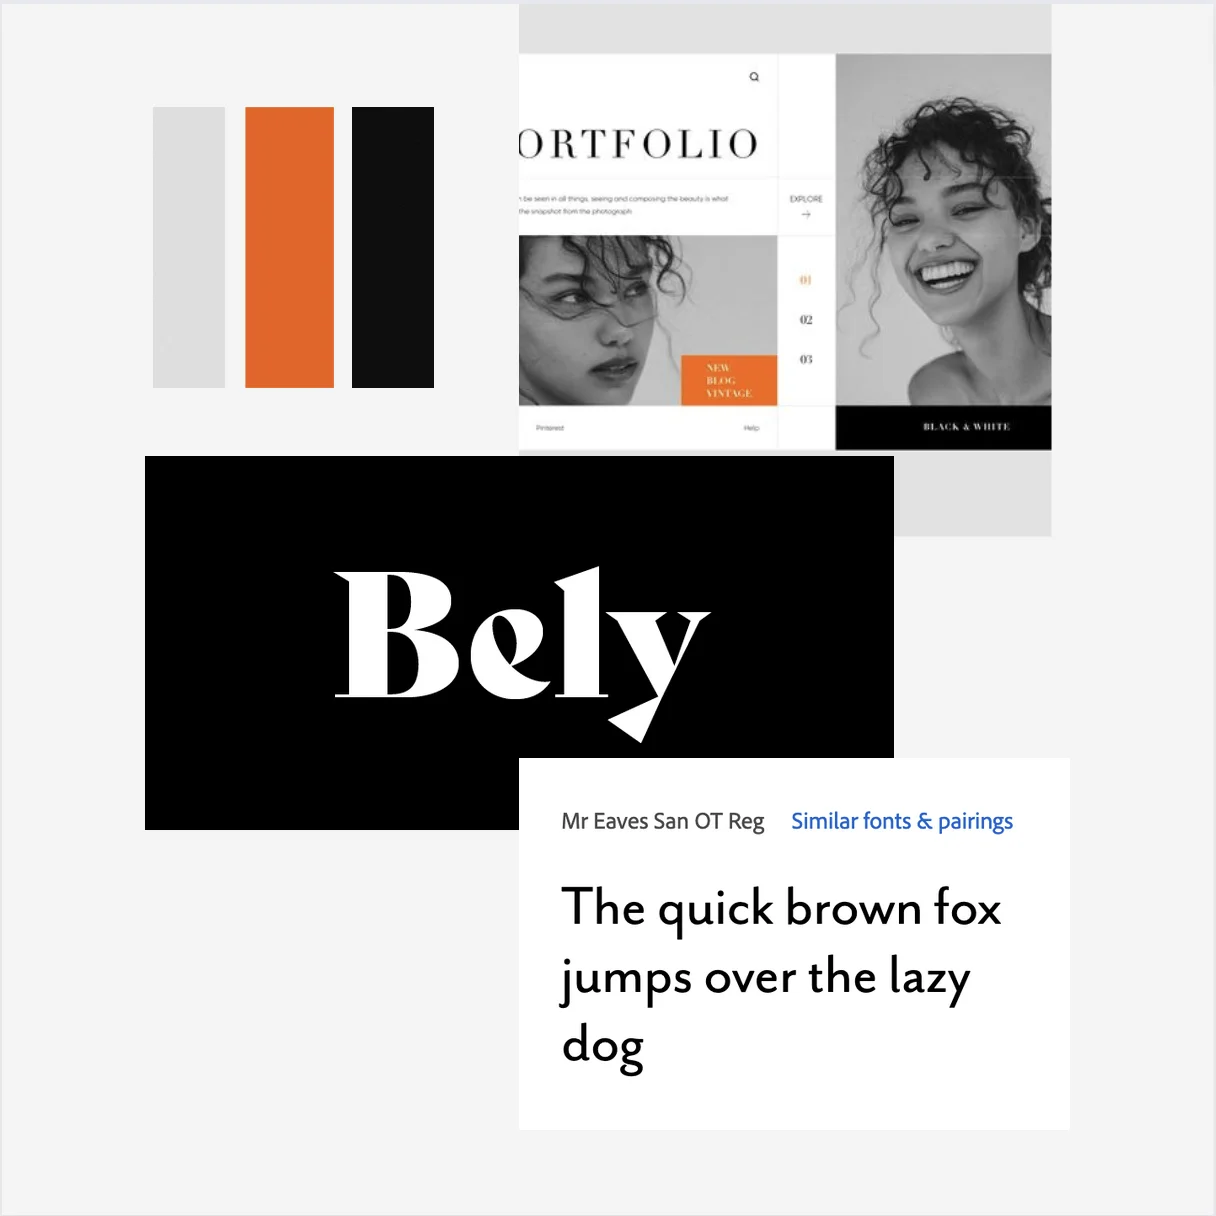 ORTFOLIO
n be seen in all things, seeing and composing the beauty is what
the snapshot from the photograph
EXPLORE
01
02
03
NEW
BLOG
VINTAGE
Pinterest
Help
BLACK & WHITE
Bely
Mr Eaves San OT Reg
Similar fonts & pairings
The quick brown fox
jumps over the lazy
dog